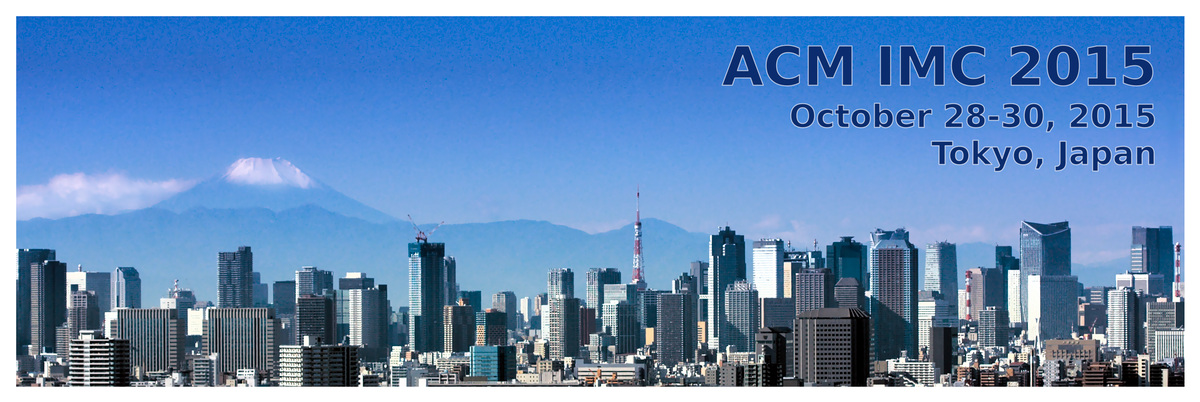 ACM IMC 2015
October 28-30, 2015
Tokyo, Japan